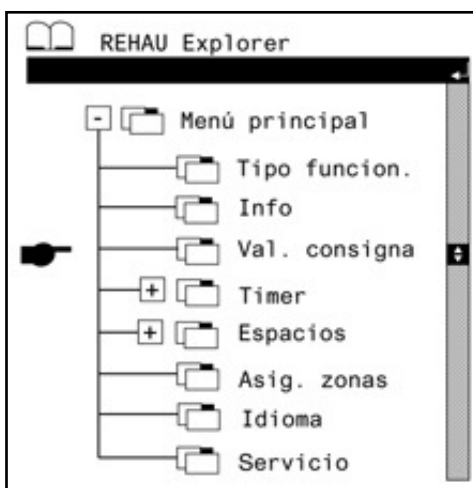 REHAU Explorer
Menú principal
Tipo funcion.
Info
Val. consigna
Timer
Espacios
Asig. zonas
Idioma
Servicio